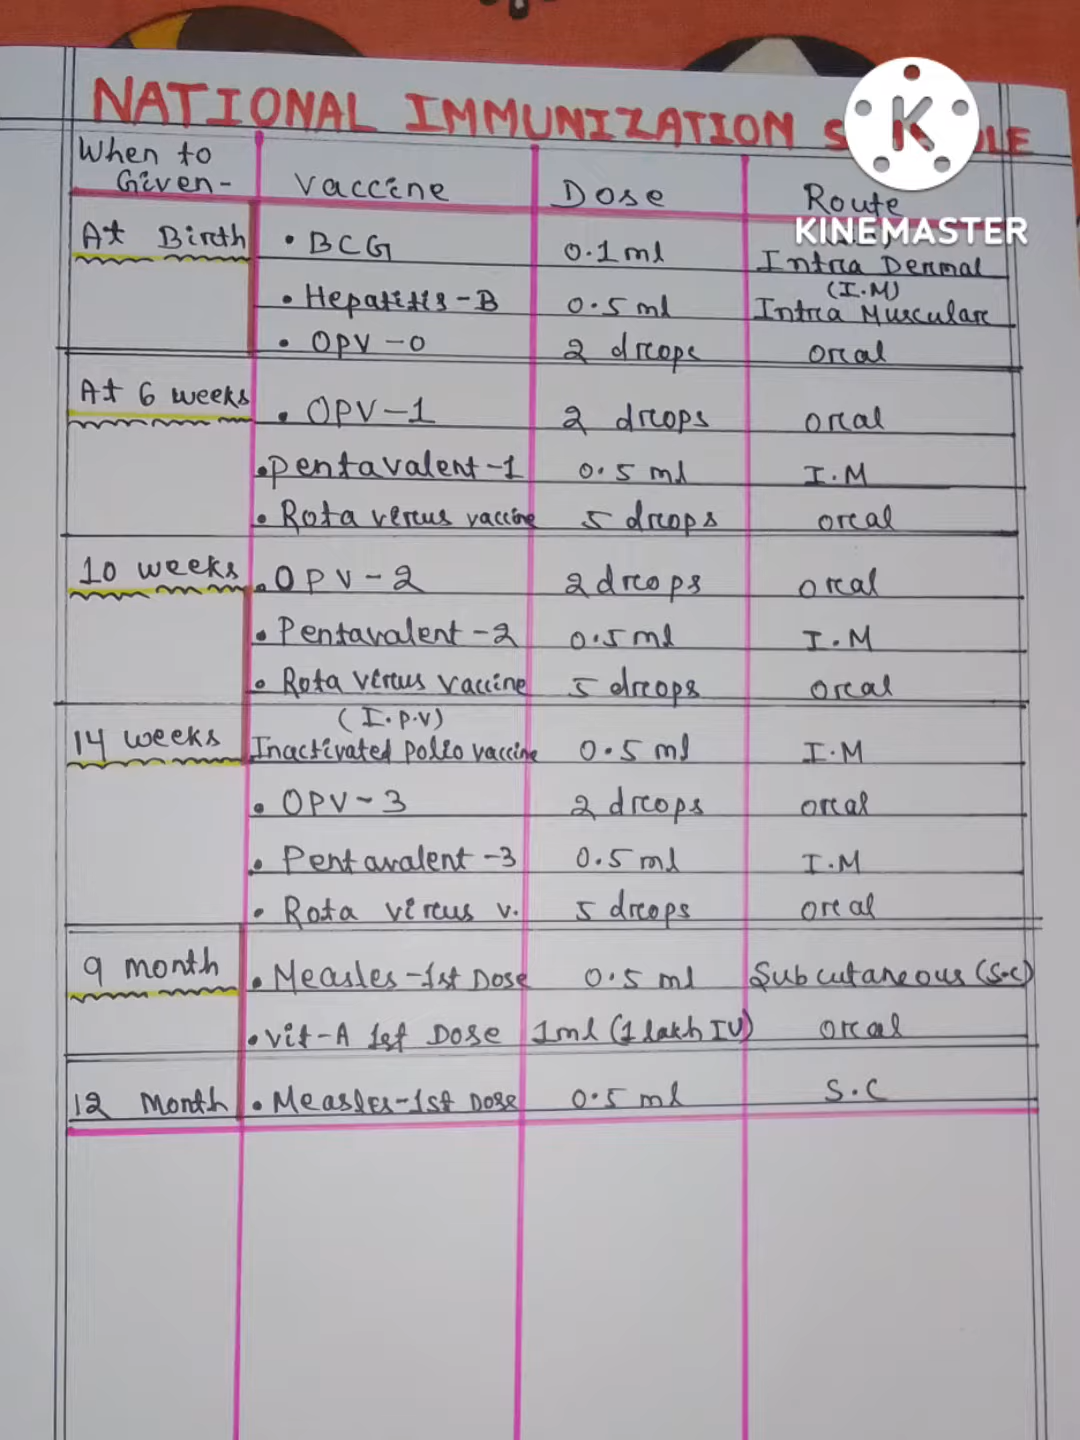 NATIONAL IMMUNIZATION
When to Given- Vaccine Dose Route
KINEMASTER
At Birth • BCG 0.1 ml Intra Dermal
(I.M)
• Hepatitis-B 0.5 ml Intra Muscular
• OPV-0 2 drops oral
At 6 weeks • OPV-1 2 drops oral
• Pentavalent-1 0.5 ml I.M
• Rota virus vaccine 5 drops oral
10 weeks • OPV-2 2 drops oral
• Pentavalent-2 0.5 ml I.M
• Rota virus vaccine 5 drops oral
(I.P.V)
14 weeks Inactivated polio vaccine 0.5 ml I.M
• OPV-3 2 drops oral
• Pentavalent-3 0.5 ml I.M
• Rota virus v. 5 drops oral
9 month • Measles-1st Dose 0.5 ml Subcutaneous (S.C)
• Vit-A 1st Dose 1ml (1 lakh IU) oral
12 Month • Measles-1st Dose 0.5 ml S.C